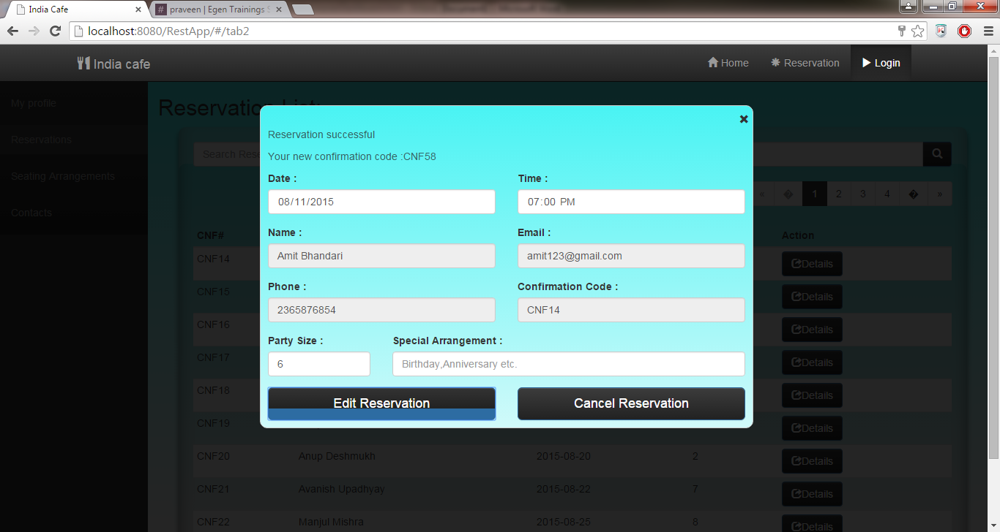 India Cafe
praveen | Egen Trainings S
localhost:8080/RestApp/#/tab2
India cafe
Home
Reservation
Login
My profile
Reservations
Seating Arrangements
Contacts
Reservation List:
Search Rese
« � 1 2 3 4 � »
Reservation successful
Your new confirmation code :CNF58
Date : Time :
08/11/2015 07:00 PM
Name : Email :
Amit Bhandari amit123@gmail.com
Phone : Confirmation Code :
2365876854 CNF14
Party Size : Special Arrangement :
6 Birthday,Anniversary etc.
Edit Reservation Cancel Reservation
CNF# Action
CNF14 Details
CNF15 Details
CNF16 Details
CNF17 Details
CNF18 Details
CNF19 Details
CNF20 Anup Deshmukh 2015-08-20 2 Details
CNF21 Avanish Upadhyay 2015-08-22 7 Details
CNF22 Manjul Mishra 2015-08-25 8 Details